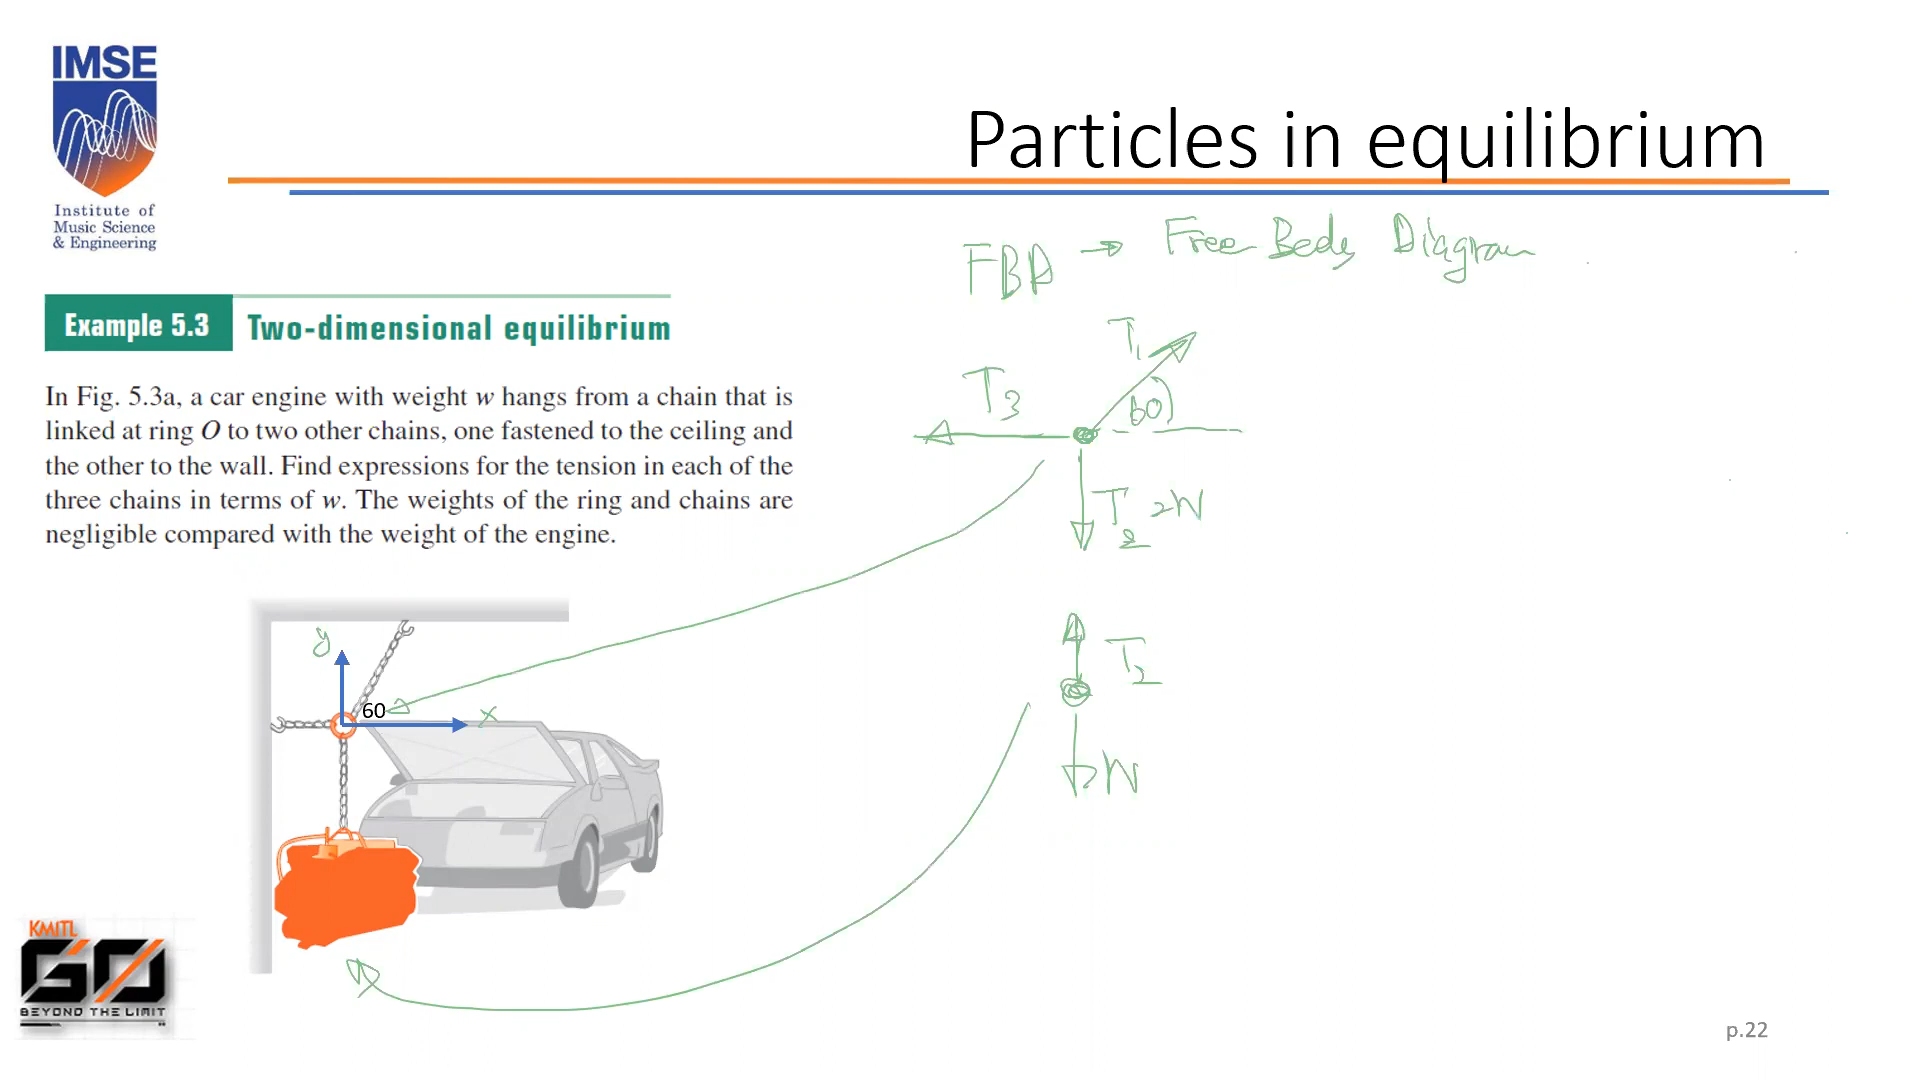 IMSE
Institute of
Music Science
& Engineering
Particles in equilibrium
FBD → Free Body Diagram
Example 5.3 Two-dimensional equilibrium
In Fig. 5.3a, a car engine with weight w hangs from a chain that is
linked at ring O to two other chains, one fastened to the ceiling and
the other to the wall. Find expressions for the tension in each of the
three chains in terms of w. The weights of the ring and chains are
negligible compared with the weight of the engine.
T₁
T₃
60
T₂ = W
y
60
x
T₂
W
KMITL
GO
BEYOND THE LIMIT
p.22